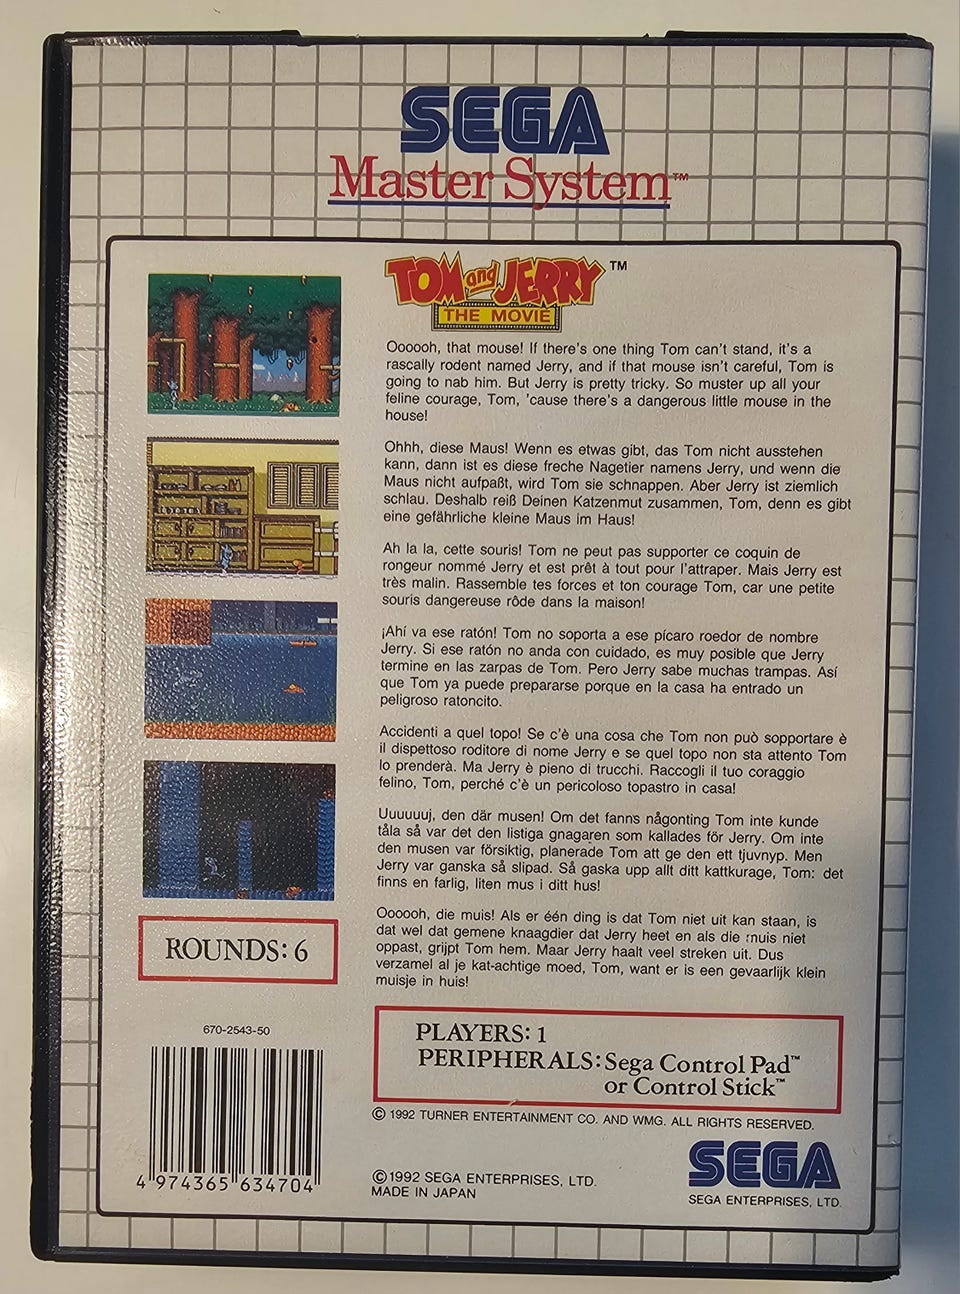 SEGA
Master System™
TOM and JERRY ™
THE MOVIE
Oooooh, that mouse! If there's one thing Tom can't stand, it's a
rascally rodent named Jerry, and if that mouse isn't careful, Tom is
going to nab him. But Jerry is pretty tricky. So muster up all your
feline courage, Tom, 'cause there's a dangerous little mouse in the
house!
Ohhh, diese Maus! Wenn es etwas gibt, das Tom nicht ausstehen
kann, dann ist es diese freche Nagetier namens Jerry, und wenn die
Maus nicht aufpaßt, wird Tom sie schnappen. Aber Jerry ist ziemlich
schlau. Deshalb reiß Deinen Katzenmut zusammen, Tom, denn es gibt
eine gefährliche kleine Maus im Haus!
Ah la la, cette souris! Tom ne peut pas supporter ce coquin de
rongeur nommé Jerry et est prêt à tout pour l'attraper. Mais Jerry est
très malin. Rassemble tes forces et ton courage Tom, car une petite
souris dangereuse rôde dans la maison!
¡Ahí va ese ratón! Tom no soporta a ese pícaro roedor de nombre
Jerry. Si ese ratón no anda con cuidado, es muy posible que Jerry
termine en las zarpas de Tom. Pero Jerry sabe muchas trampas. Así
que Tom ya puede prepararse porque en la casa ha entrado un
peligroso ratoncito.
Accidenti a quel topo! Se c'è una cosa che Tom non può sopportare è
il dispettoso roditore di nome Jerry e se quel topo non sta attento Tom
lo prenderà. Ma Jerry è pieno di trucchi. Raccogli il tuo coraggio
felino, Tom, perché c'è un pericoloso topastro in casa!
Uuuuuuj, den där musen! Om det fanns någonting Tom inte kunde
tåla så var det den listiga gnagaren som kallades för Jerry. Om inte
den musen var försiktig, planerade Tom att ge den ett tjuvnyp. Men
Jerry var ganska så slipad. Så gaska upp allt ditt kattkurage, Tom: det
finns en farlig, liten mus i ditt hus!
Oooooh, die muis! Als er één ding is dat Tom niet uit kan staan, is
dat wel dat gemene knaagdier dat Jerry heet en als die muis niet
oppast, grijpt Tom hem. Maar Jerry haalt veel streken uit. Dus
verzamel al je kat-achtige moed, Tom, want er is een gevaarlijk klein
muisje in huis!
ROUNDS: 6
670-2543-50
4 974365 634704
PLAYERS: 1
PERIPHERALS: Sega Control Pad™
or Control Stick™
© 1992 TURNER ENTERTAINMENT CO. AND WMG. ALL RIGHTS RESERVED.
© 1992 SEGA ENTERPRISES, LTD.
MADE IN JAPAN
SEGA
SEGA ENTERPRISES, LTD.